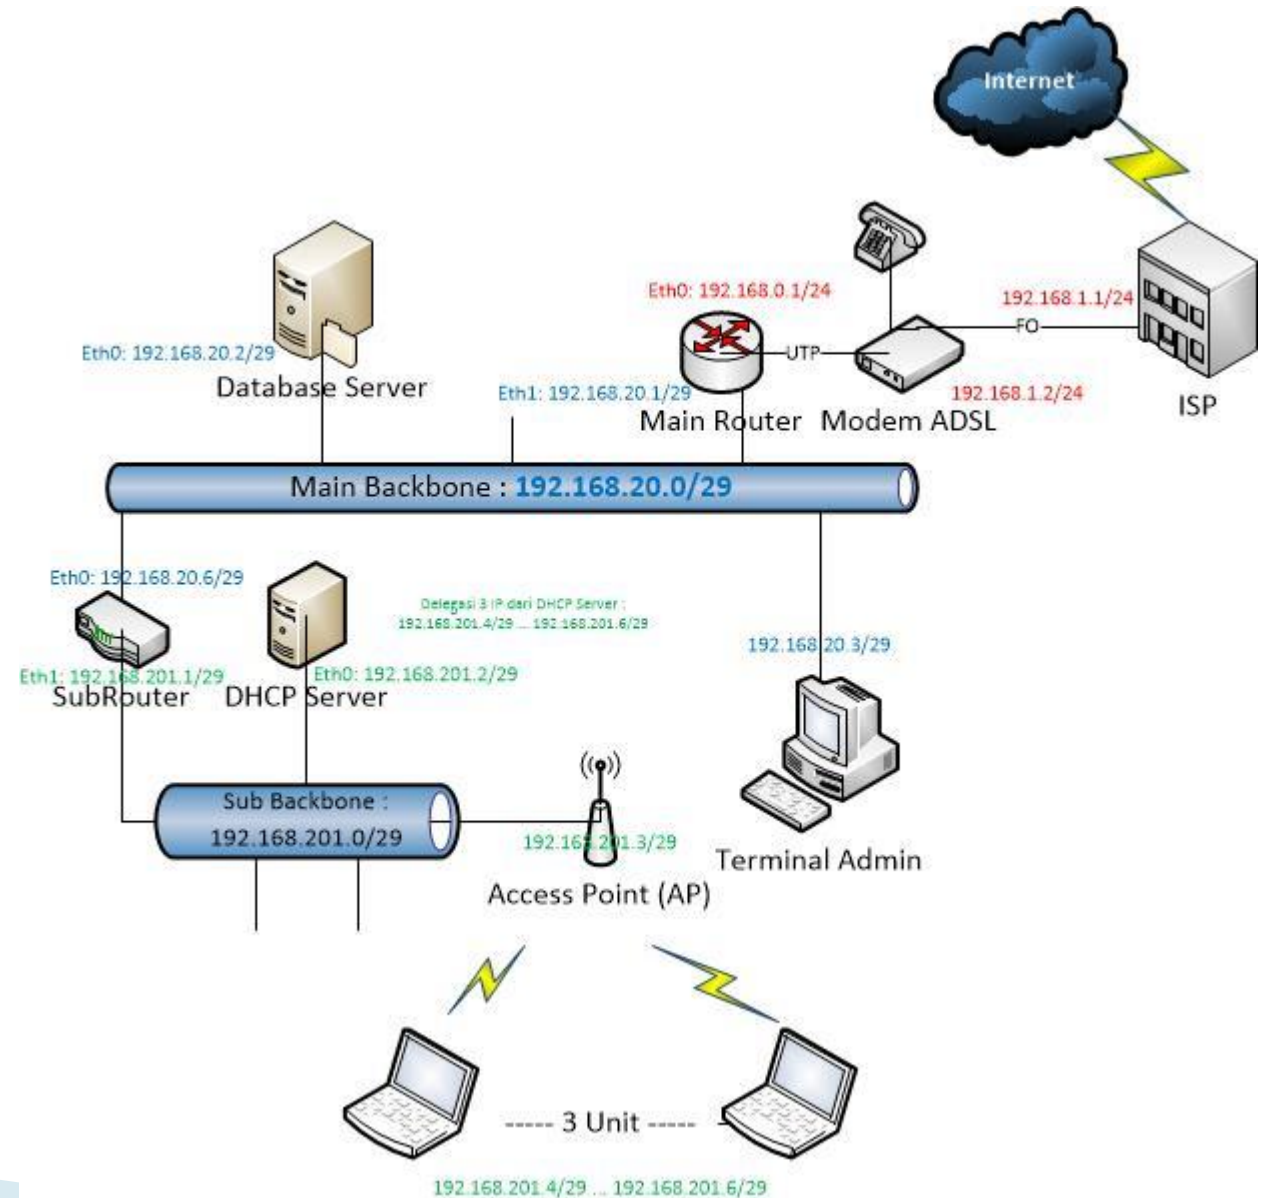 Internet
Eth0: 192.168.0.1/24
192.168.1.1/24
FO
UTP
Eth0: 192.168.20.2/29
Database Server
Eth1: 192.168.20.1/29
192.168.1.2/24
Main Router
Modem ADSL
ISP
Main Backbone : 192.168.20.0/29
Eth0: 192.168.20.6/29
Delegasi 3 IP dari DHCP Server :
192.168.201.4/29 ... 192.168.201.6/29
192.168.20.3/29
Eth1: 192.168.201.1/29
Eth0: 192.168.201.2/29
SubRouter
DHCP Server
Sub Backbone :
192.168.201.0/29
192.168.201.3/29
Terminal Admin
Access Point (AP)
----- 3 Unit -----
192.168.201.4/29 ... 192.168.201.6/29